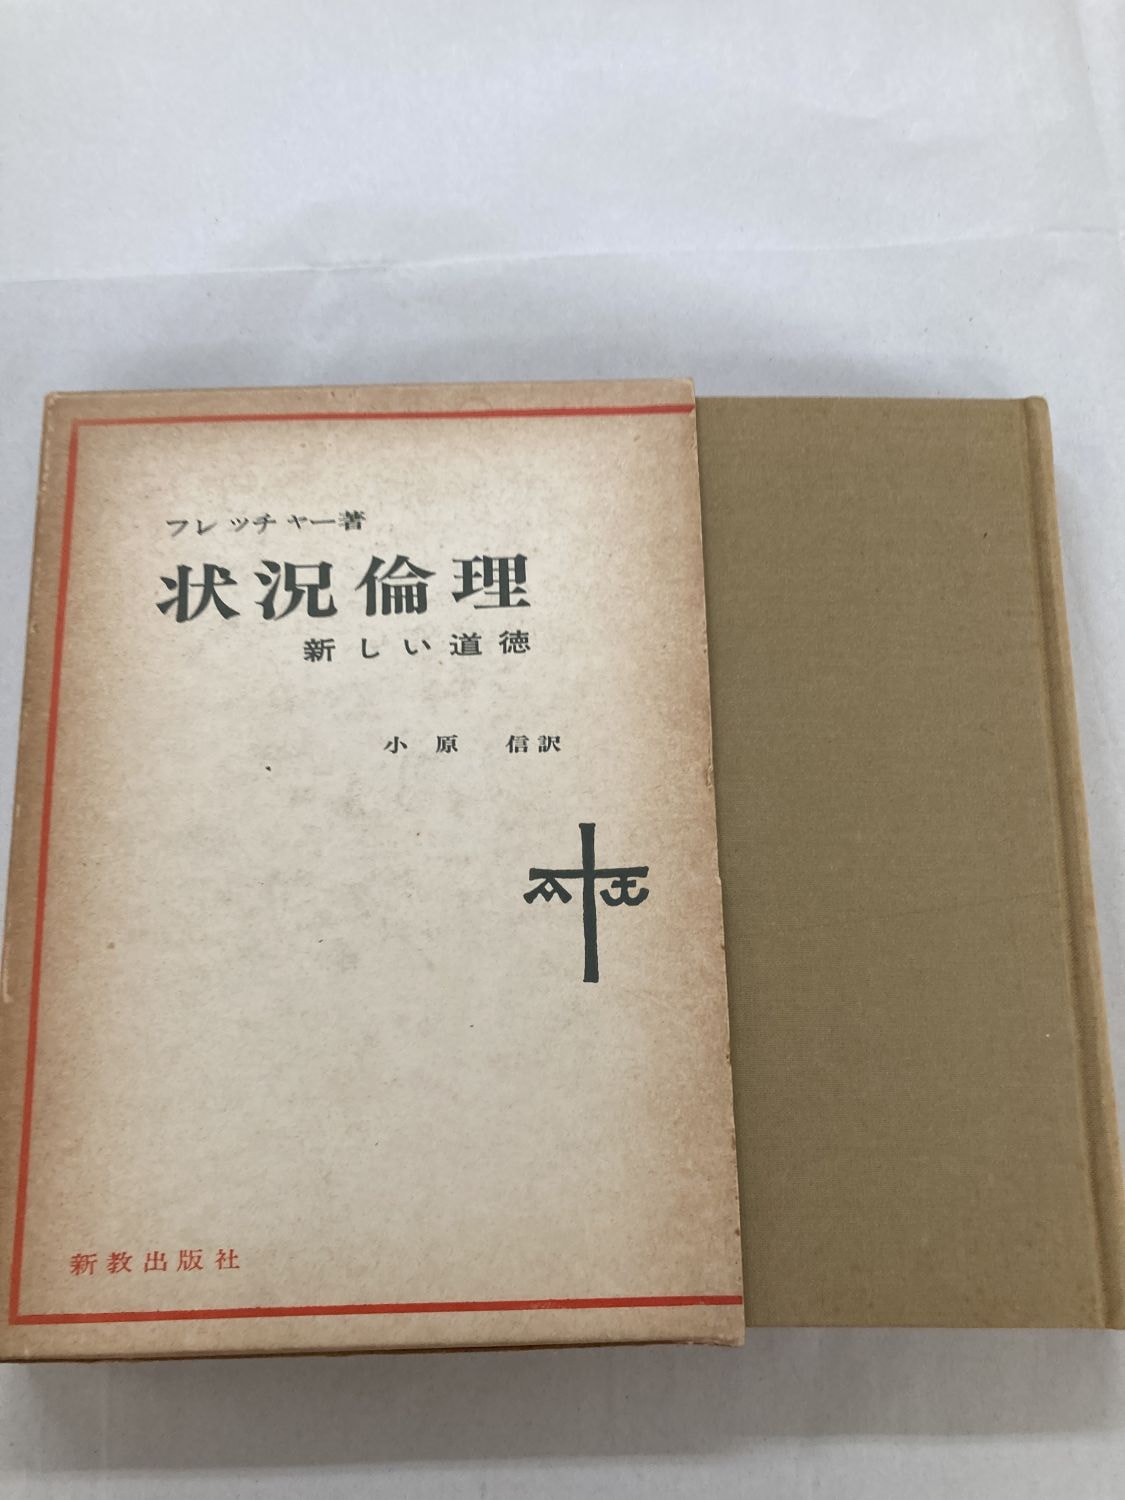 フレッチャー著
状況倫理
新しい道徳
小原 信訳
新教出版社